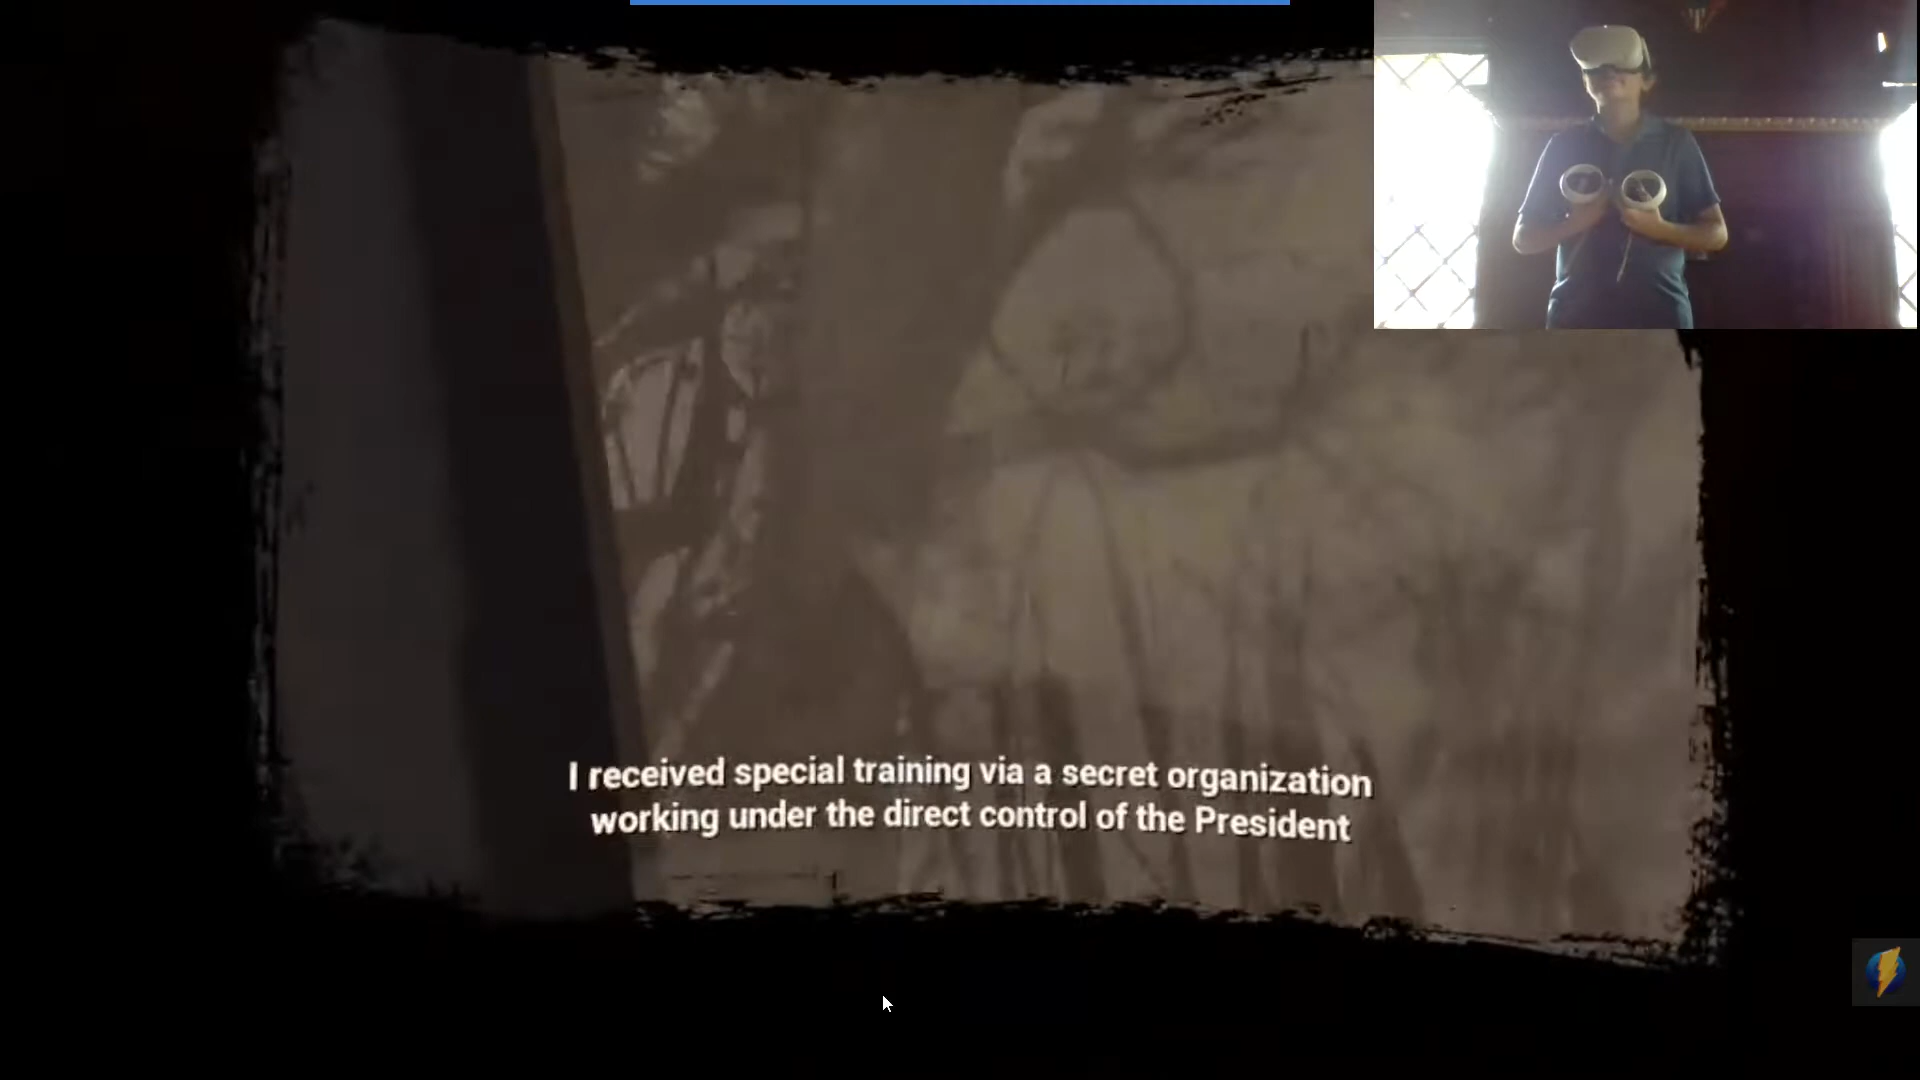 I received special training via a secret organization
working under the direct control of the President